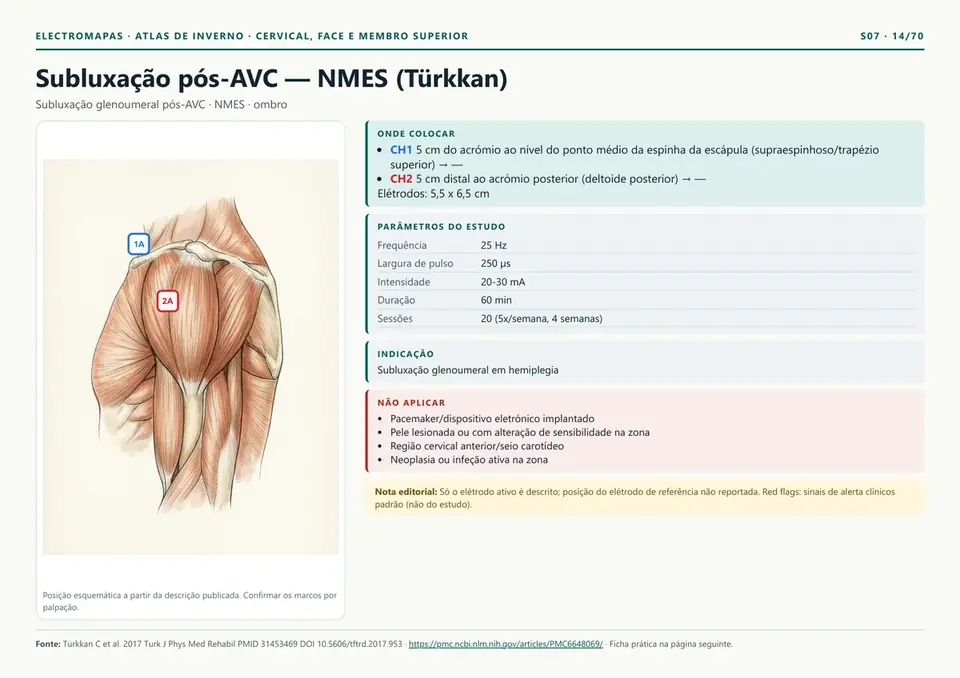 ELECTROMAPAS · ATLAS DE INVERNO · CERVICAL, FACE E MEMBRO SUPERIOR
S07 · 14/70
Subluxação pós-AVC — NMES (Türkkan)
Subluxação glenoumeral pós-AVC · NMES · ombro
1A
2A
Posição esquemática a partir da descrição publicada. Confirmar os marcos por
palpação.
ONDE COLOCAR
• CH1 5 cm do acrómio ao nível do ponto médio da espinha da escápula (supraespinhoso/trapézio
superior) → —
• CH2 5 cm distal ao acrómio posterior (deltoide posterior) → —
Elétrodos: 5,5 x 6,5 cm
PARÂMETROS DO ESTUDO
Frequência 25 Hz
Largura de pulso 250 µs
Intensidade 20-30 mA
Duração 60 min
Sessões 20 (5x/semana, 4 semanas)
INDICAÇÃO
Subluxação glenoumeral em hemiplegia
NÃO APLICAR
• Pacemaker/dispositivo eletrónico implantado
• Pele lesionada ou com alteração de sensibilidade na zona
• Região cervical anterior/seio carotídeo
• Neoplasia ou infeção ativa na zona
Nota editorial: Só o elétrodo ativo é descrito; posição do elétrodo de referência não reportada. Red flags: sinais de alerta clínicos
padrão (não do estudo).
Fonte: Türkkan C et al. 2017 Turk J Phys Med Rehabil PMID 31453469 DOI 10.5606/tftrd.2017.953 · https://pmc.ncbi.nlm.nih.gov/articles/PMC6648069/ · Ficha prática na página seguinte.